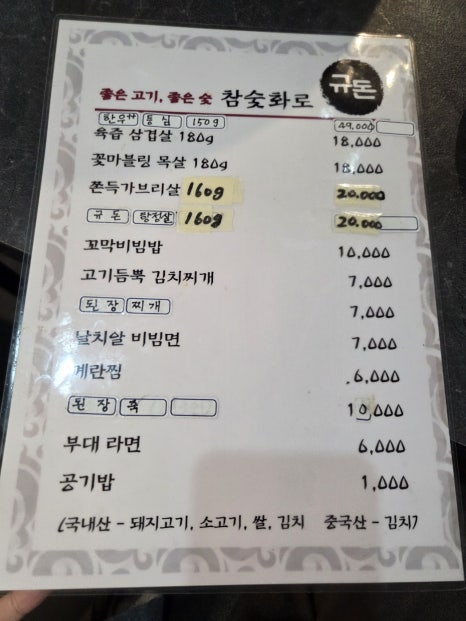 좋은 고기, 좋은 숯 참숯화로 규돈
한우 등심 150g 49,000
육즙 삼겹살 180g 18,000
꽃마블링 목살 180g 18,000
쫀득가브리살 160g 20.000
규돈 항정살 160g 20.000
꼬막비빔밥 10,000
고기듬뿍 김치찌개 7,000
된장찌개 7,000
날치알 비빔면 7,000
계란찜 6,000
된장죽 10,000
부대 라면 6,000
공기밥 1,000
(국내산 - 돼지고기, 소고기, 쌀, 김치 중국산 - 김치)